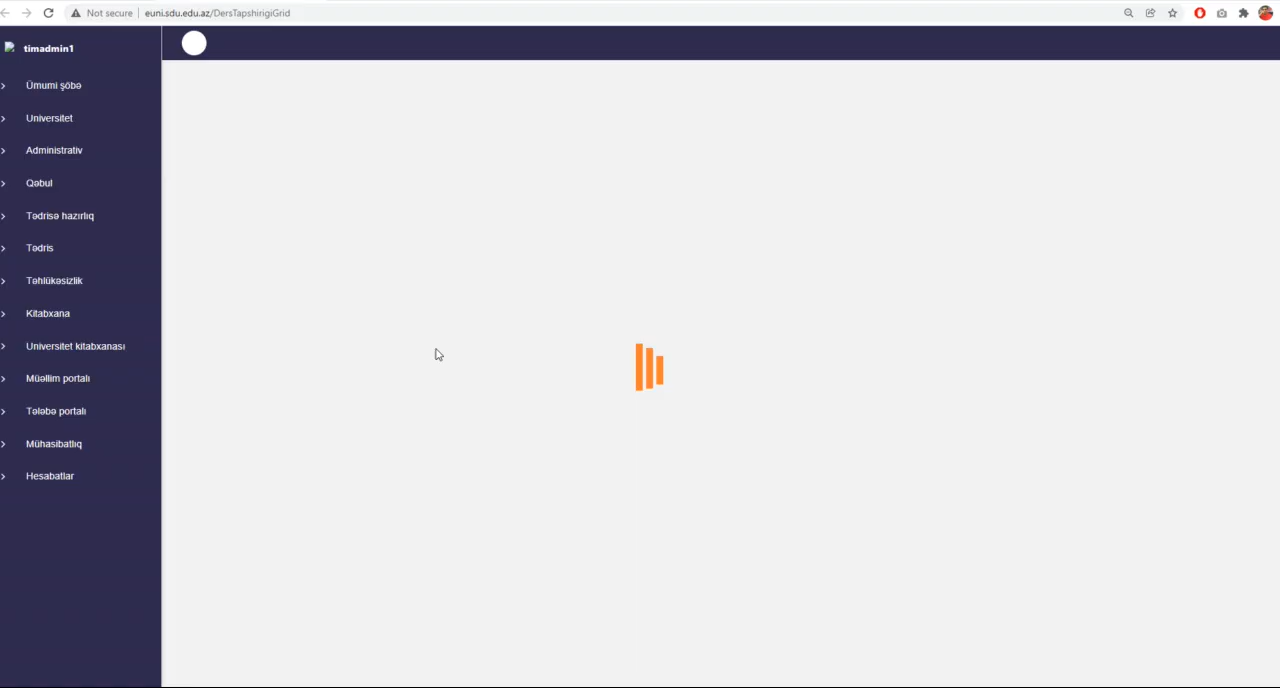 Not secure | euni.sdu.edu.az/DersTapshirigiGrid
timadmin1
Ümumi şöbə
Universitet
Administrativ
Qəbul
Tədrisə hazırlıq
Tədris
Təhlükəsizlik
Kitabxana
Universitet kitabxanası
Müəllim portalı
Tələbə portalı
Mühasibatlıq
Hesabatlar